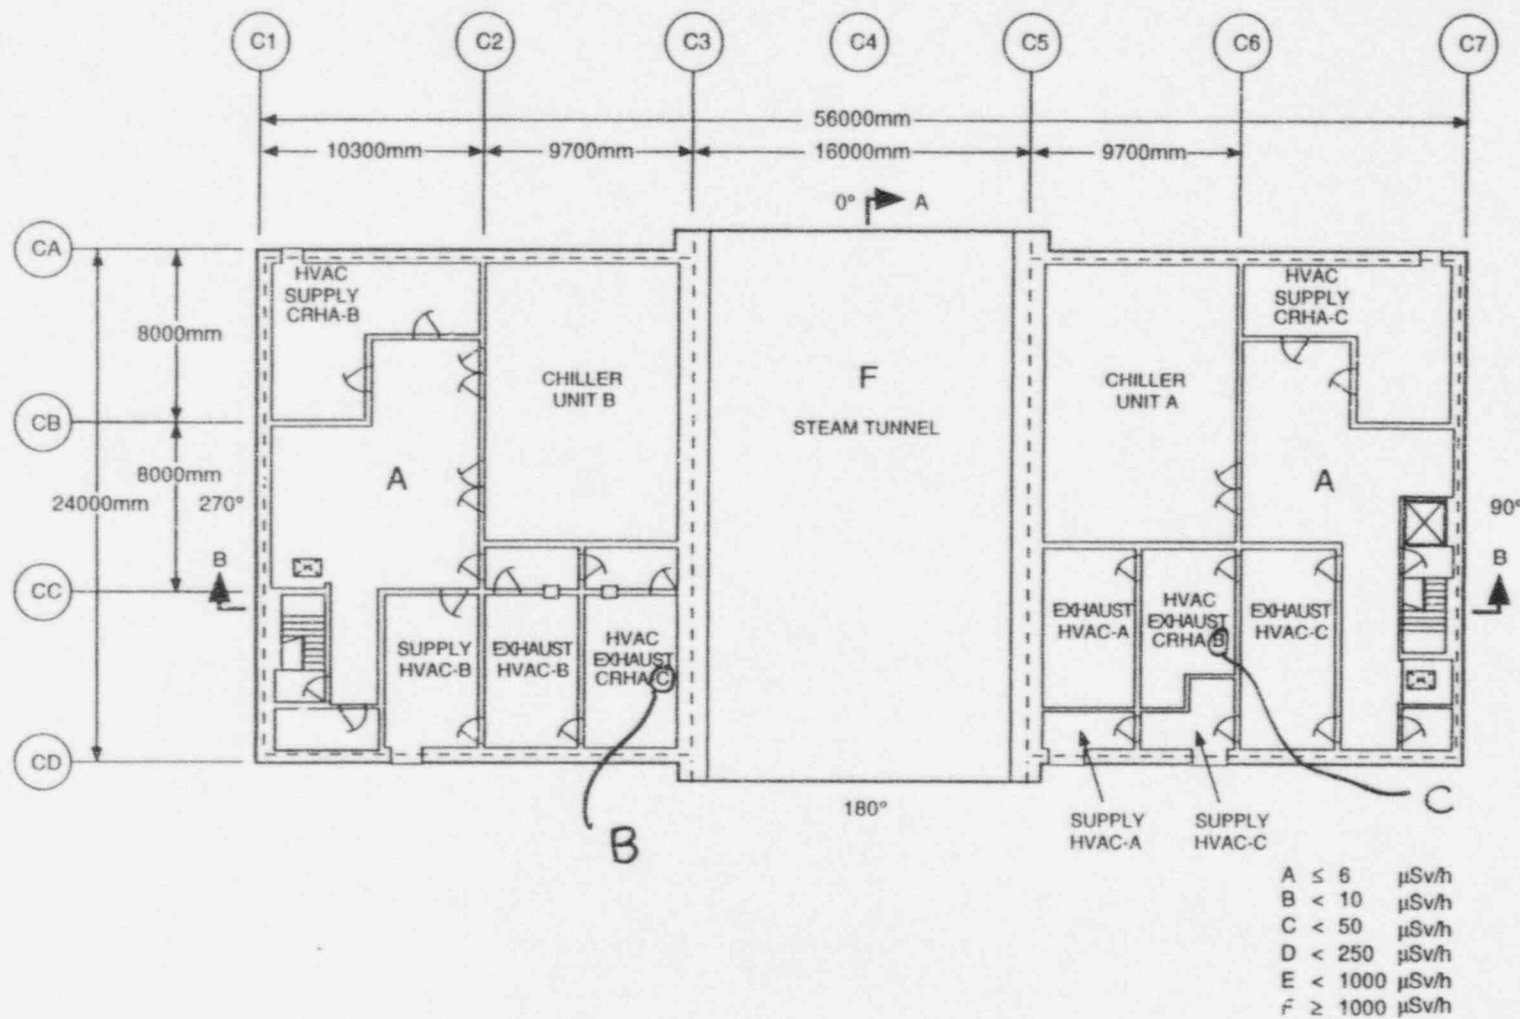 C1 C2 C3 C4 C5 C6 C7
56000mm
10300mm 9700mm 16000mm 9700mm
0° A
CA
HVAC
SUPPLY
CRHA-B
HVAC
SUPPLY
CRHA-C
8000mm
CHILLER
UNIT B
F
CHILLER
UNIT A
CB
STEAM TUNNEL
8000mm
A
A
24000mm
270°
90°
B
B
CC
SUPPLY
HVAC-B
EXHAUST
HVAC-B
HVAC
EXHAUST
CRHA-C
EXHAUST
HVAC-A
HVAC
EXHAUST
CRHA-B
EXHAUST
HVAC-C
CD
180°
B
C
SUPPLY
HVAC-A
SUPPLY
HVAC-C
A ≤ 6 μSv/h
B < 10 μSv/h
C < 50 μSv/h
D < 250 μSv/h
E < 1000 μSv/h
F ≥ 1000 μSv/h